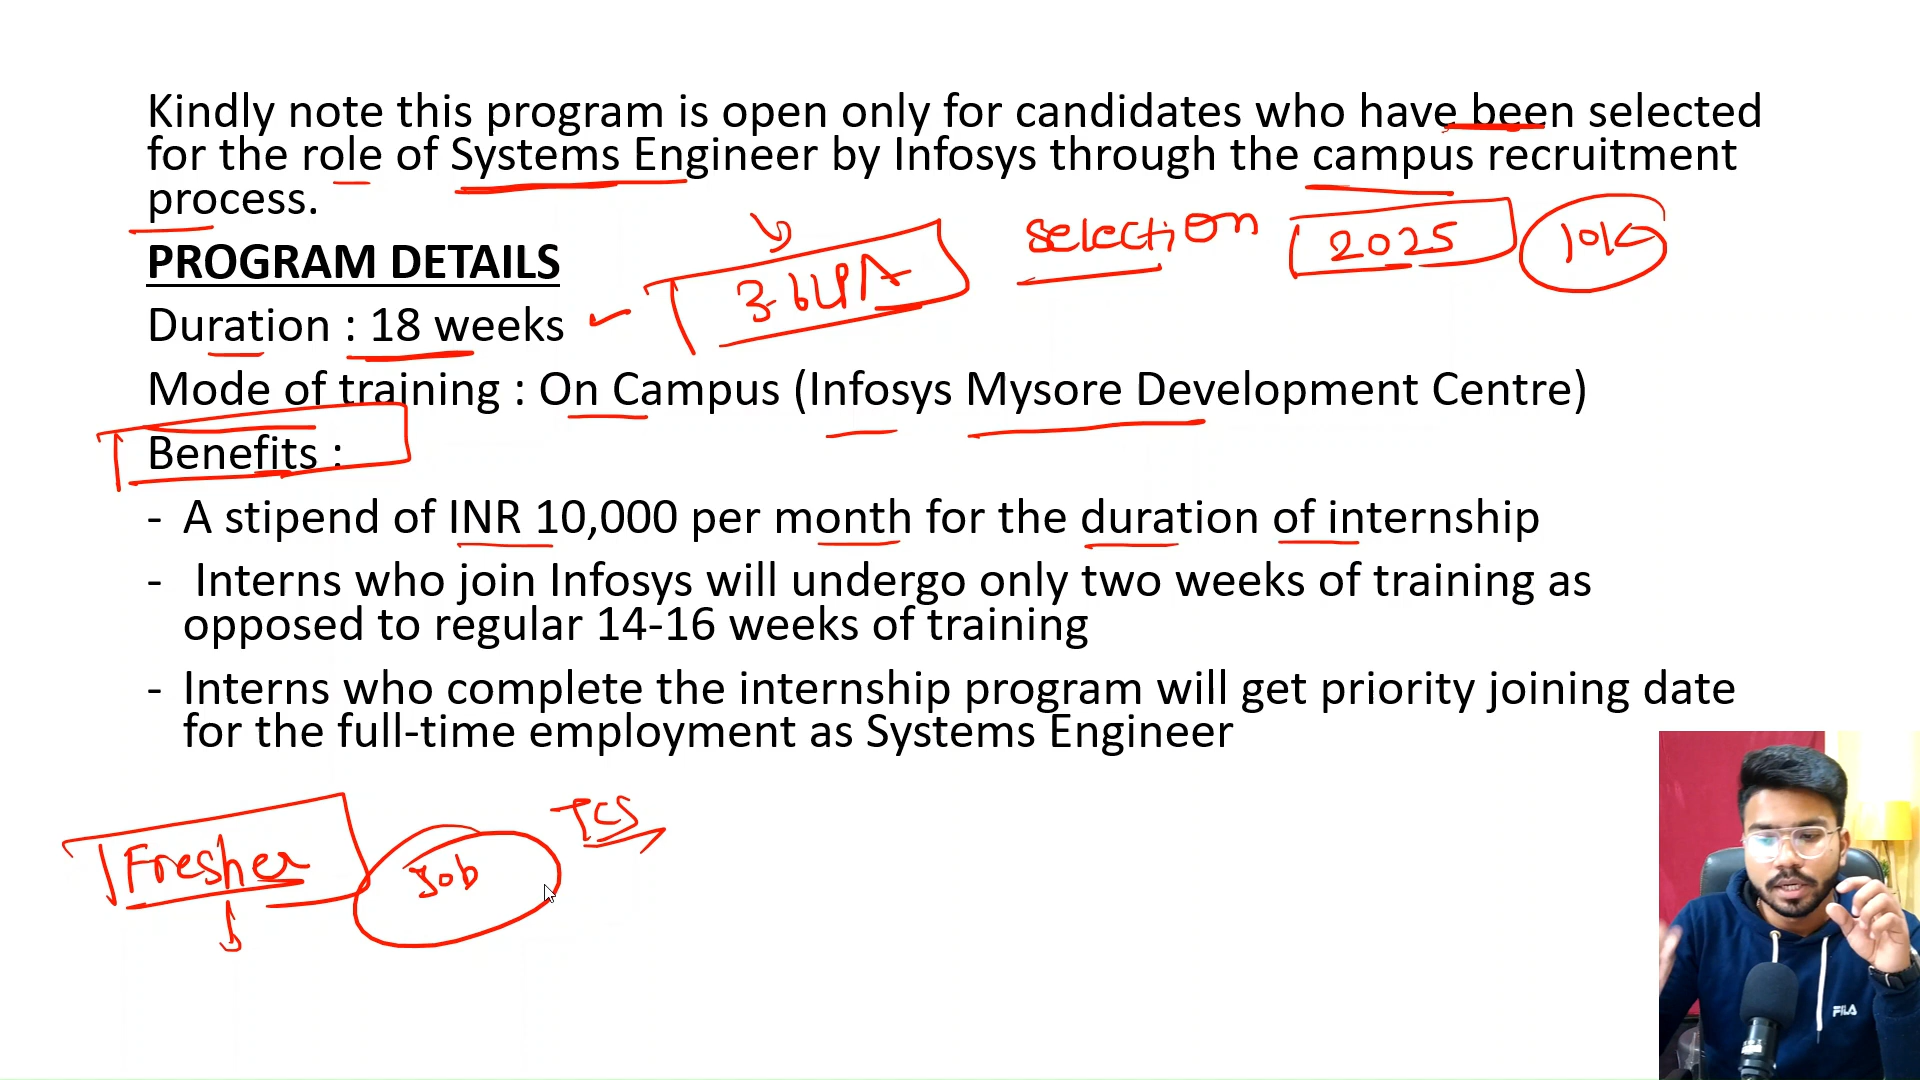 Kindly note this program is open only for candidates who have been selected
for the role of Systems Engineer by Infosys through the campus recruitment
process.
selection 2025
PROGRAM DETAILS
3.6LPA
Duration : 18 weeks
Mode of training : On Campus (Infosys Mysore Development Centre)
Benefits :
- A stipend of INR 10,000 per month for the duration of internship
- Interns who join Infosys will undergo only two weeks of training as
opposed to regular 14-16 weeks of training
- Interns who complete the internship program will get priority joining date
for the full-time employment as Systems Engineer
TCS
Fresher Job
FILA